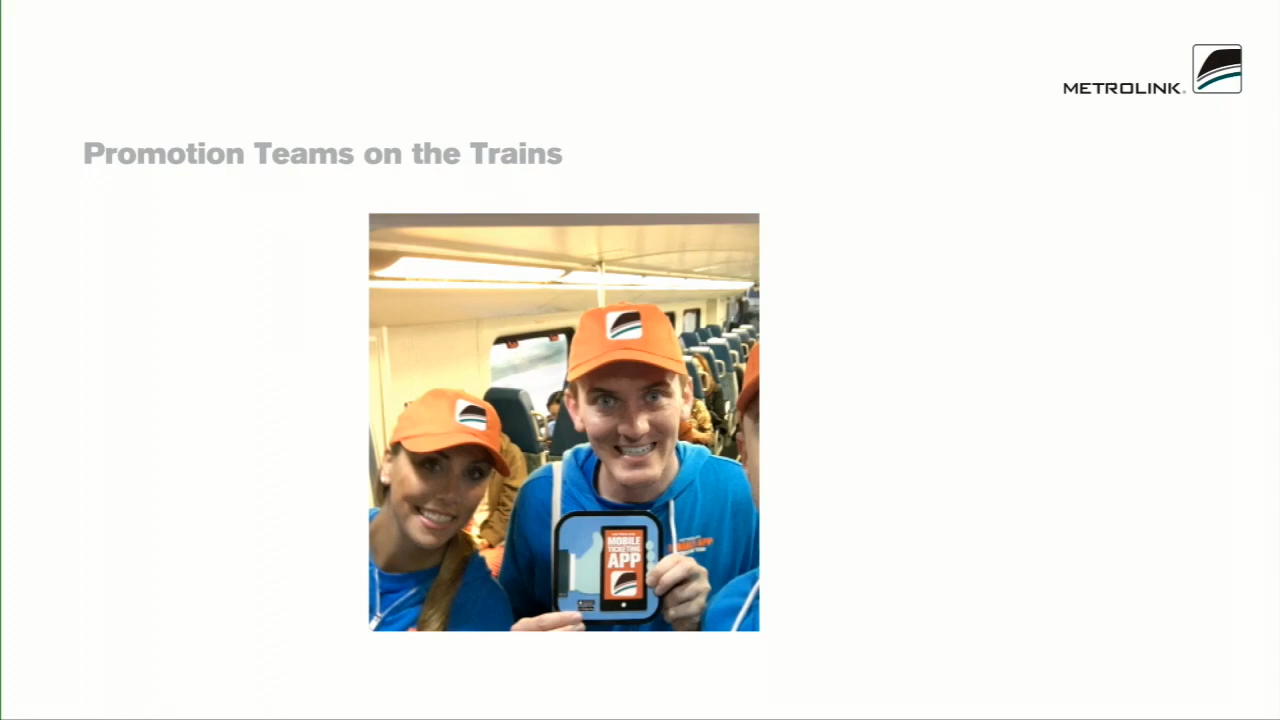 METROLINK
Promotion Teams on the Trains
MOBILE
TICKETING
APP